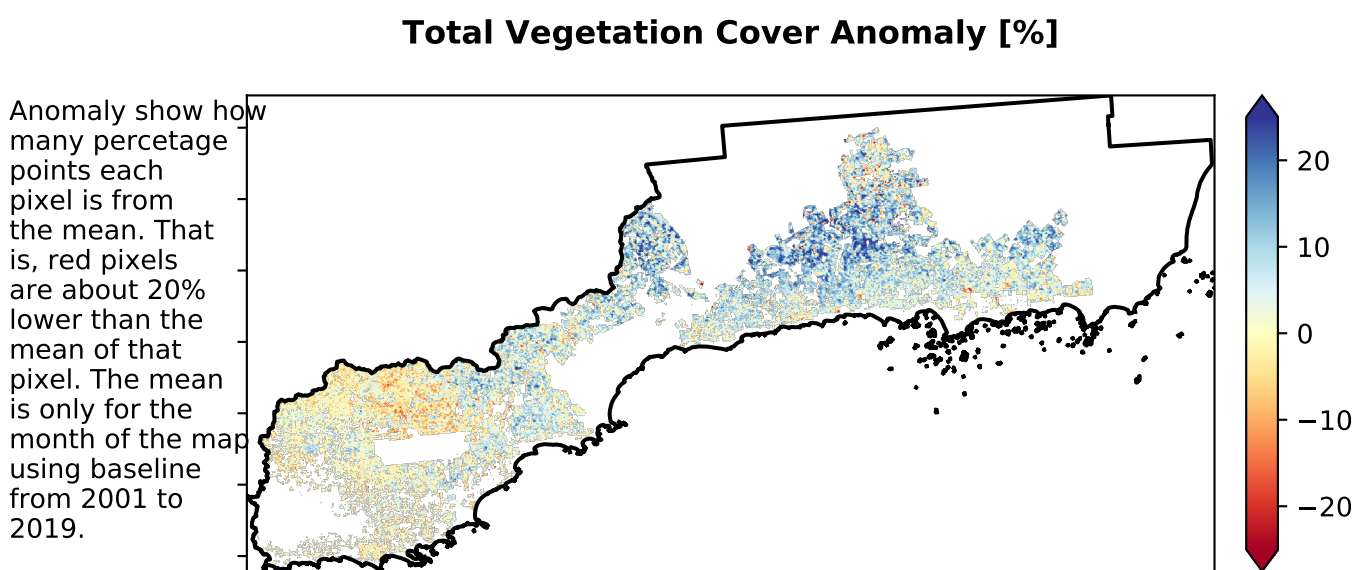 Total Vegetation Cover Anomaly [%]
Anomaly show how
many percetage
points each
pixel is from
the mean. That
is, red pixels
are about 20%
lower than the
mean of that
pixel. The mean
is only for the
month of the map
using baseline
from 2001 to
2019.
20
10
0
−10
−20